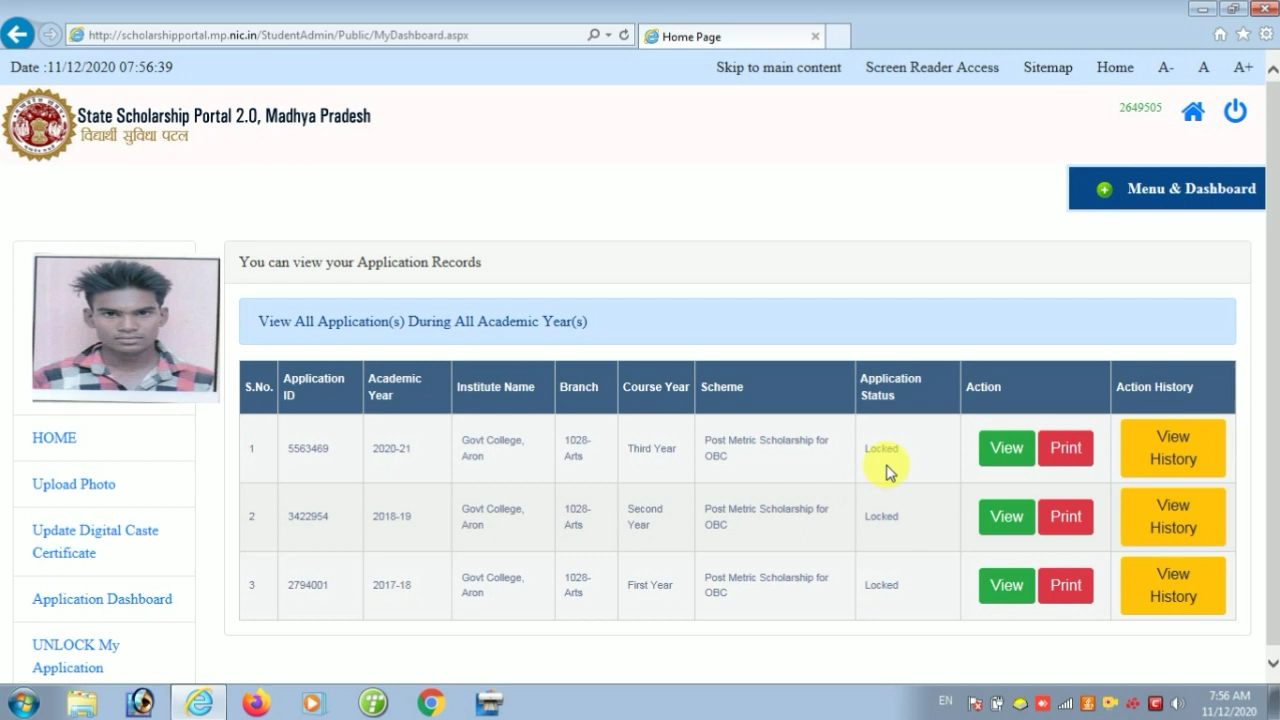 http://scholarshipportal.mp.nic.in/StudentAdmin/Public/MyDashboard.aspx
Home Page
Date :11/12/2020 07:56:39
Skip to main content
Screen Reader Access
Sitemap
Home
A-
A
A+
State Scholarship Portal 2.0, Madhya Pradesh
विद्यार्थी सुविधा पटल
2649505
Menu & Dashboard
HOME
Upload Photo
Update Digital Caste
Certificate
Application Dashboard
UNLOCK My
Application
You can view your Application Records
View All Application(s) During All Academic Year(s)
S.No. Application ID Academic Year Institute Name Branch Course Year Scheme Application Status Action Action History
1 5563469 2020-21 Govt College, Aron 1028-Arts Third Year Post Metric Scholarship for OBC Locked View Print View History
2 3422954 2018-19 Govt College, Aron 1028-Arts Second Year Post Metric Scholarship for OBC Locked View Print View History
3 2794001 2017-18 Govt College, Aron 1028-Arts First Year Post Metric Scholarship for OBC Locked View Print View History
EN
7:56 AM
11/12/2020